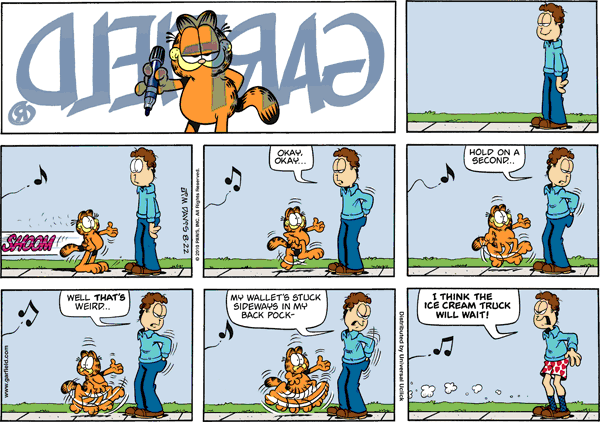 GARFIELD
SHOOM
JIM DAVIS 8-22
© 2010 PAWS, INC. All Rights Reserved.
OKAY,
OKAY...
HOLD ON A
SECOND...
www.garfield.com
WELL THAT'S
WEIRD...
MY WALLET'S STUCK
SIDEWAYS IN MY
BACK POCK-
Distributed by Universal Uclick
I THINK THE
ICE CREAM TRUCK
WILL WAIT!